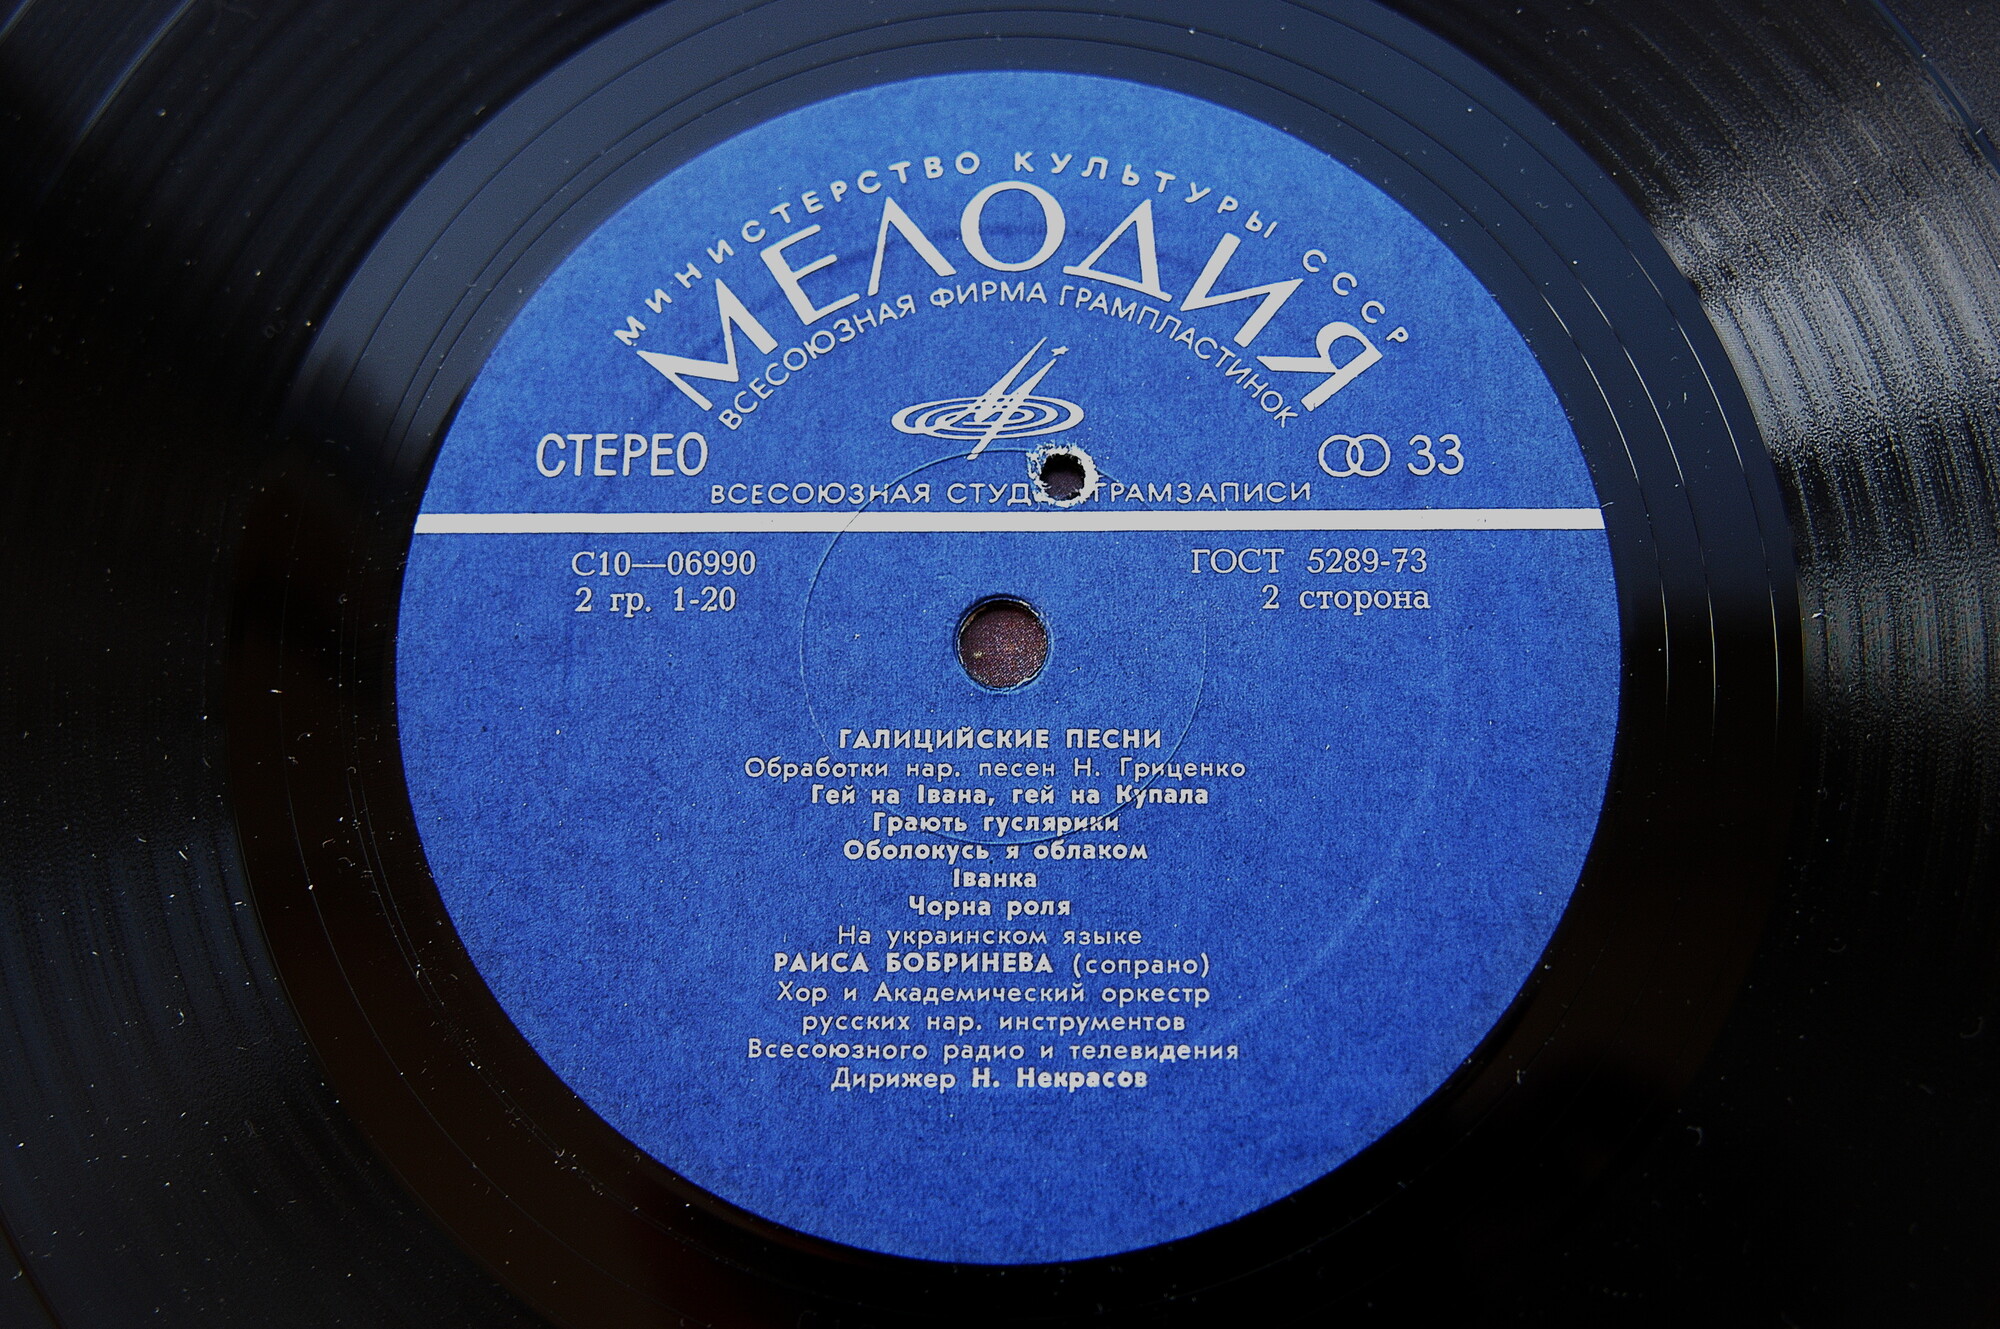 МИНИСТЕРСТВО КУЛЬТУРЫ СССР
МЕЛОДИЯ
ВСЕСОЮЗНАЯ ФИРМА ГРАМПЛАСТИНОК
СТЕРЕО
33
ВСЕСОЮЗНАЯ ГРАМЗАПИСИ
С10—06990
ГОСТ 5289-73
2 гр. 1-20
2 сторона
ГАЛИЦИЙСКИЕ ПЕСНИ
Обработки нар. песен Н. Гриценко
Гей на Івана, гей на Купала
Грають гуслярики
Оболокусь я облаком
Іванка
Чорна роля
На украинском языке
РАИСА БОБРИНЕВА (сопрано)
Хор и Академический оркестр
русских нар. инструментов
Всесоюзного радио и телевидения
Дирижер Н. Некрасов